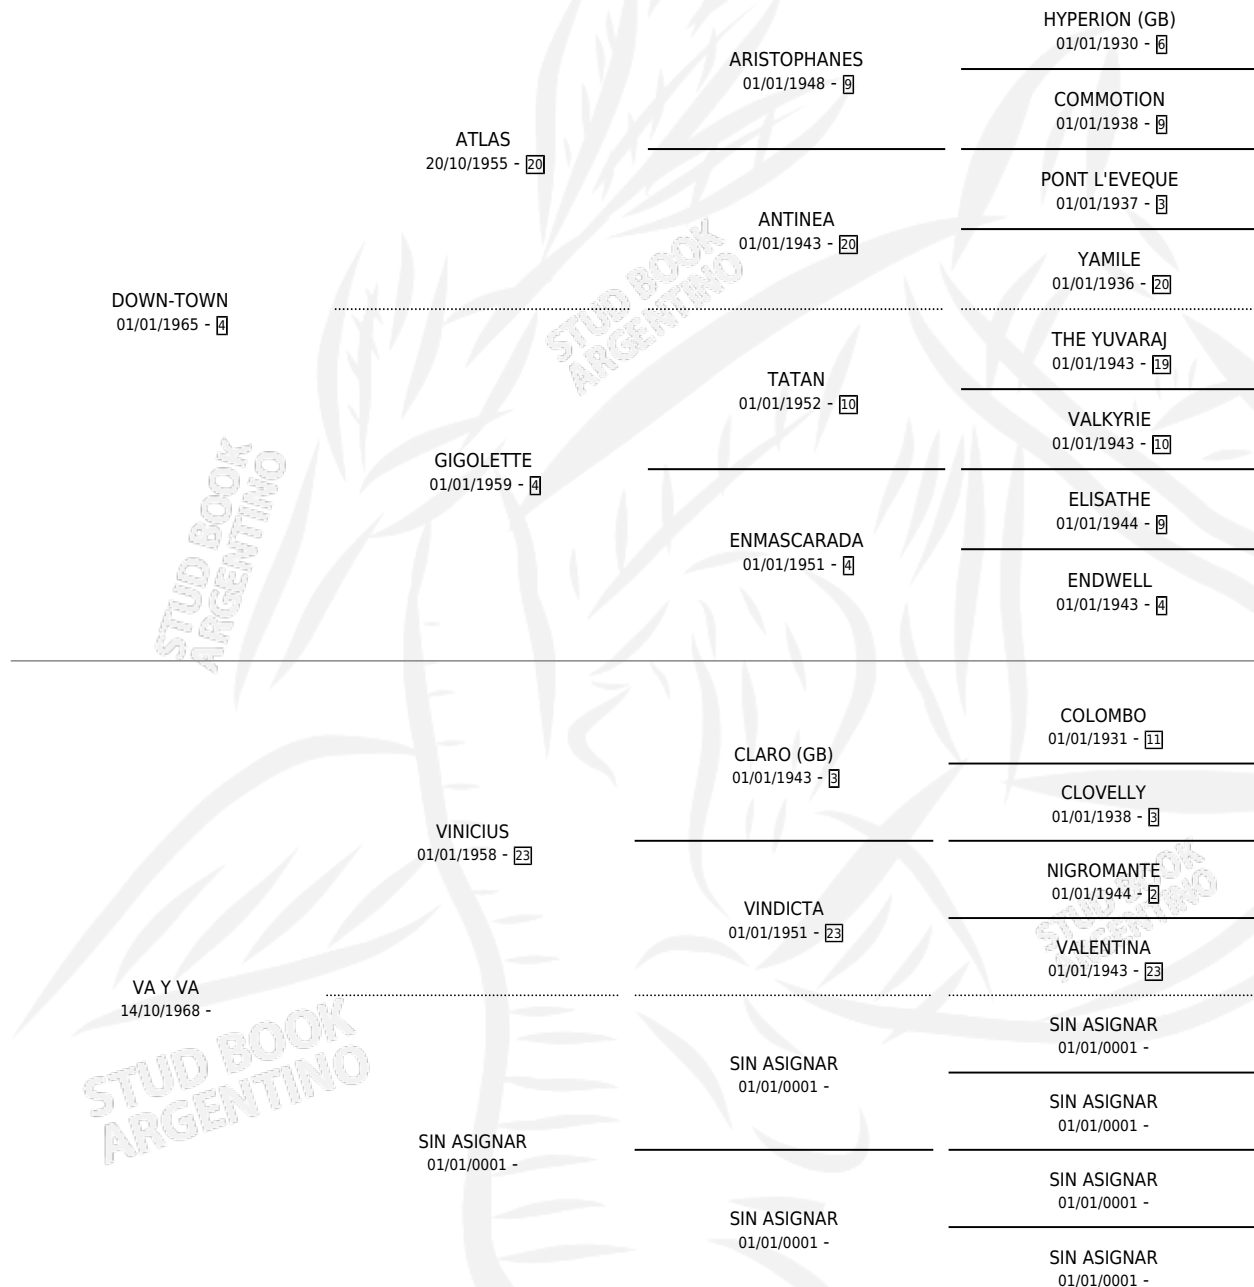 HYPERION (GB)
01/01/1930 - 6
ARISTOPHANES
01/01/1948 - 9
COMMOTION
01/01/1938 - 9
ATLAS
20/10/1955 - 20
PONT L'EVEQUE
01/01/1937 - 3
ANTINEA
01/01/1943 - 20
YAMILE
01/01/1936 - 20
DOWN-TOWN
01/01/1965 - 4
STUD BOOK
ARGENTINO
THE YUVARAJ
01/01/1943 - 19
TATAN
01/01/1952 - 10
VALKYRIE
01/01/1943 - 10
GIGOLETTE
01/01/1959 - 4
ELISATHE
01/01/1944 - 9
ENMASCARADA
01/01/1951 - 4
ENDWELL
01/01/1943 - 4
STUD BOOK
ARGENTINO
COLOMBO
01/01/1931 - 11
CLARO (GB)
01/01/1943 - 3
CLOVELLY
01/01/1938 - 3
VINICIUS
01/01/1958 - 23
NIGROMANTE
01/01/1944 - 2
VINDICTA
01/01/1951 - 23
VALENTINA
01/01/1943 - 23
STUD BOOK
ARGENTINO
VA Y VA
14/10/1968 -
STUD BOOK
ARGENTINO
SIN ASIGNAR
01/01/0001 -
SIN ASIGNAR
01/01/0001 -
SIN ASIGNAR
01/01/0001 -
SIN ASIGNAR
01/01/0001 -
SIN ASIGNAR
01/01/0001 -
SIN ASIGNAR
01/01/0001 -
SIN ASIGNAR
01/01/0001 -